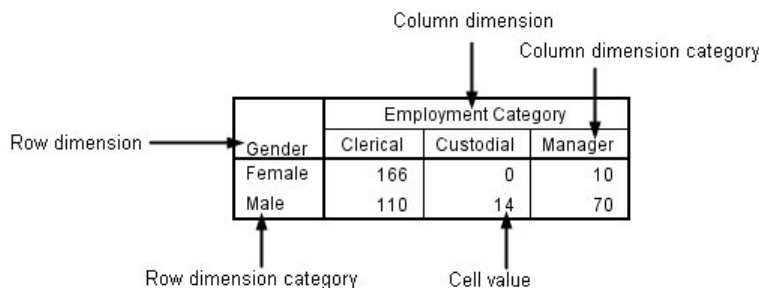 Column dimension
Column dimension category
Employment Category
Row dimension
Gender Clerical Custodial Manager
Female 166 0 10
Male 110 14 70
Row dimension category Cell value